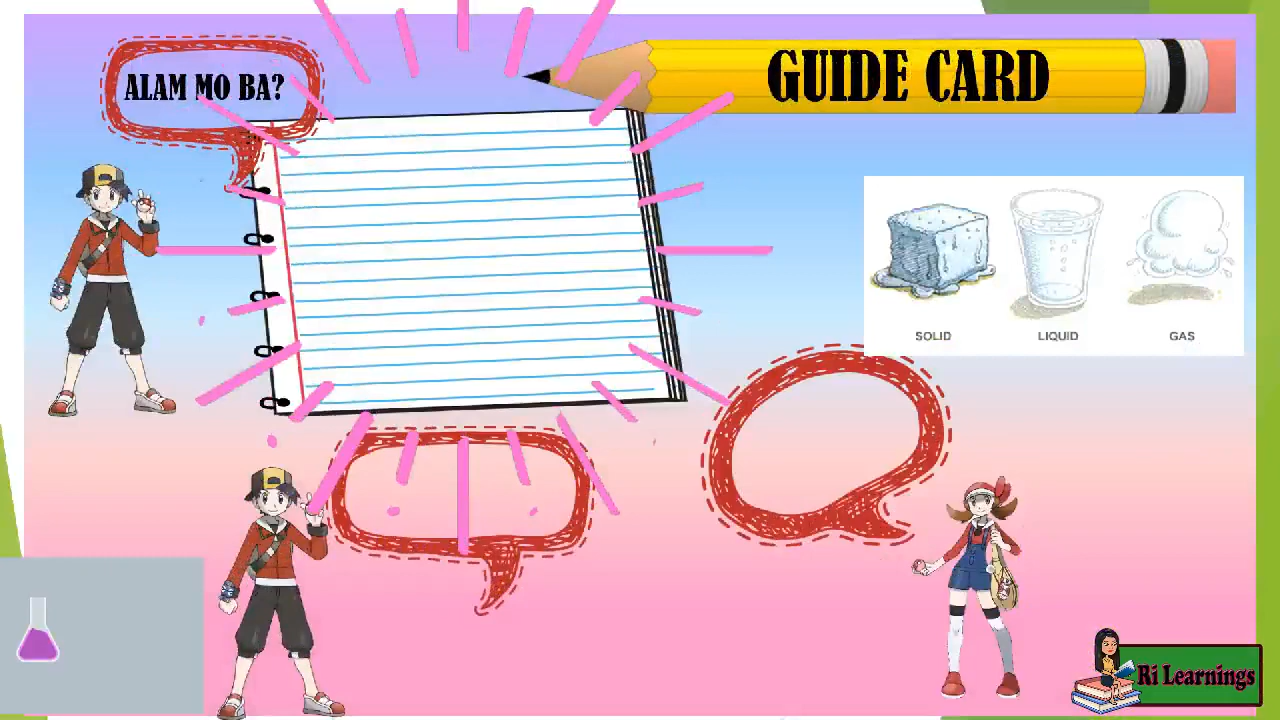 ALAM MO BA?
GUIDE CARD
SOLID
LIQUID
GAS
Ri Learnings